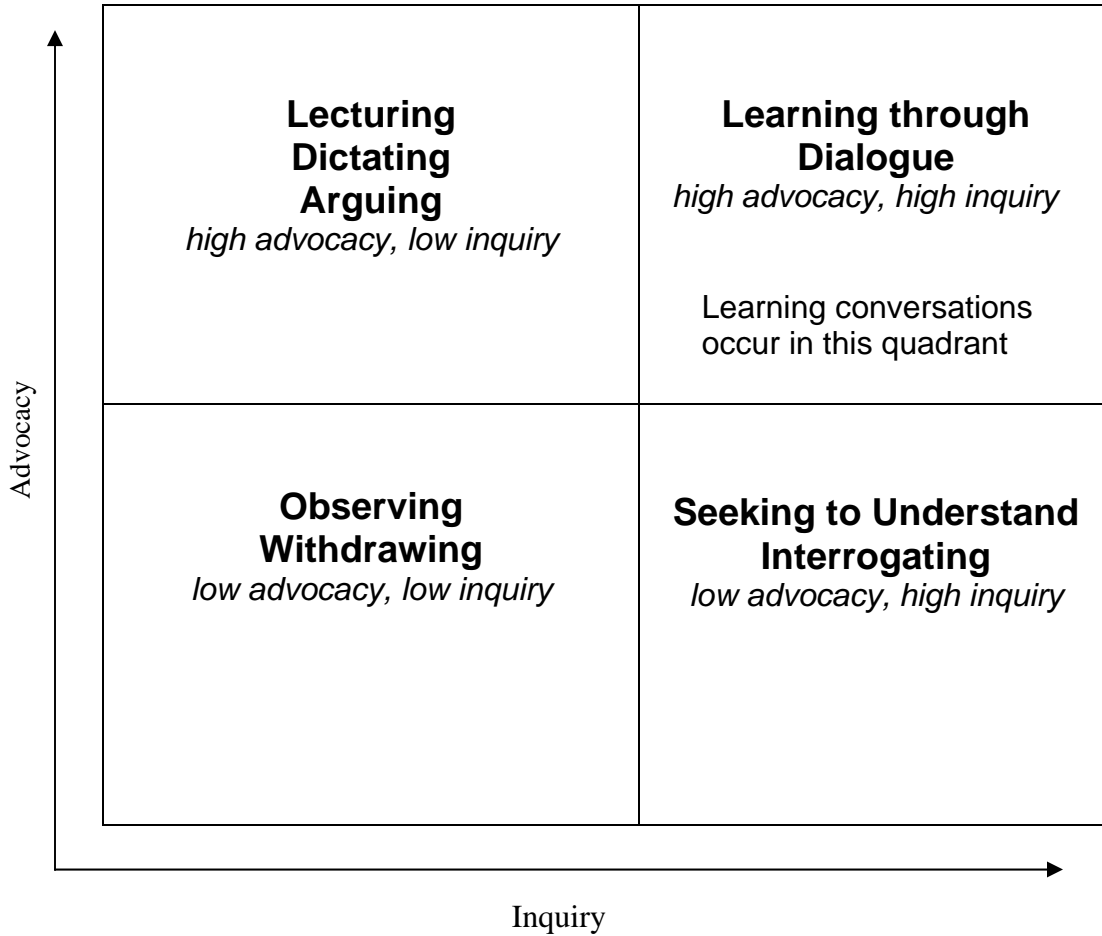 Lecturing
Dictating
Arguing
high advocacy, low inquiry
Learning through
Dialogue
high advocacy, high inquiry
Learning conversations
occur in this quadrant
Advocacy
Observing
Withdrawing
low advocacy, low inquiry
Seeking to Understand
Interrogating
low advocacy, high inquiry
Inquiry